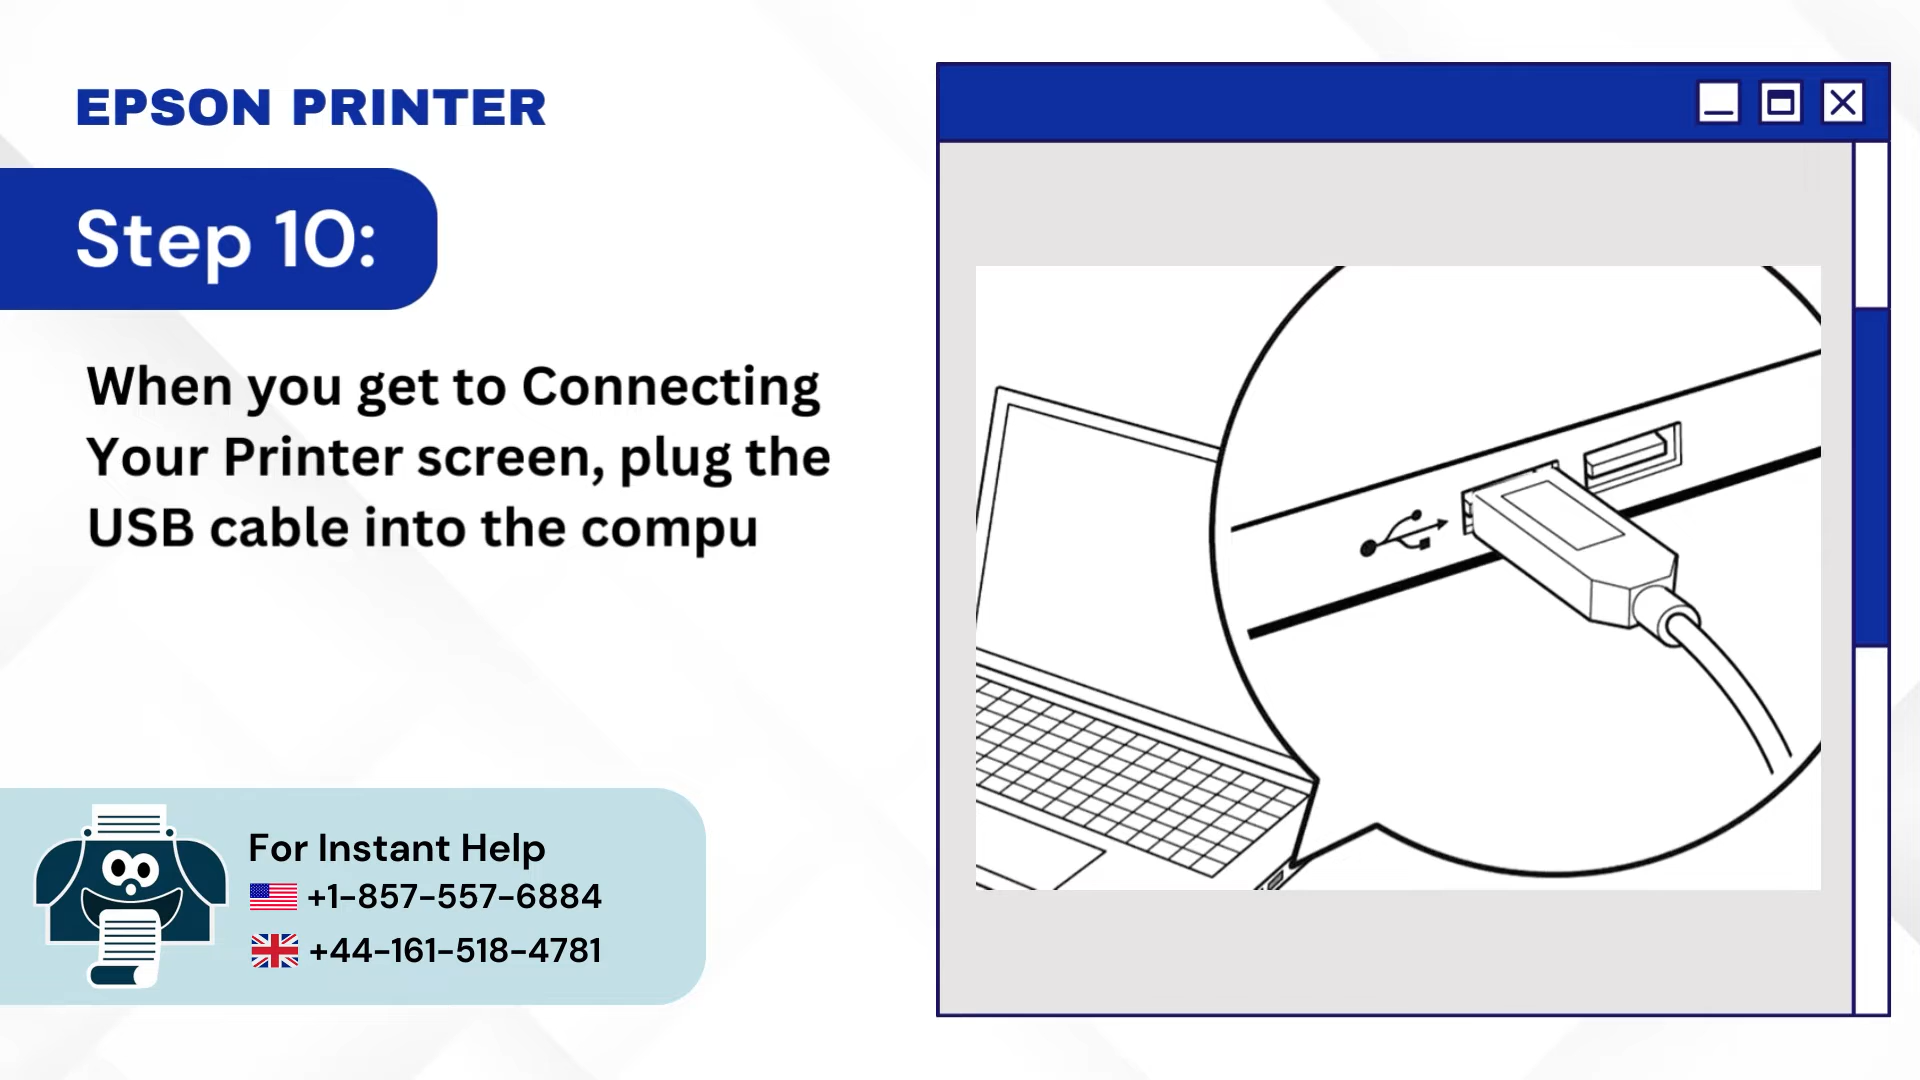 EPSON PRINTER
Step 10:
When you get to Connecting
Your Printer screen, plug the
USB cable into the compu
For Instant Help
+1-857-557-6884
+44-161-518-4781